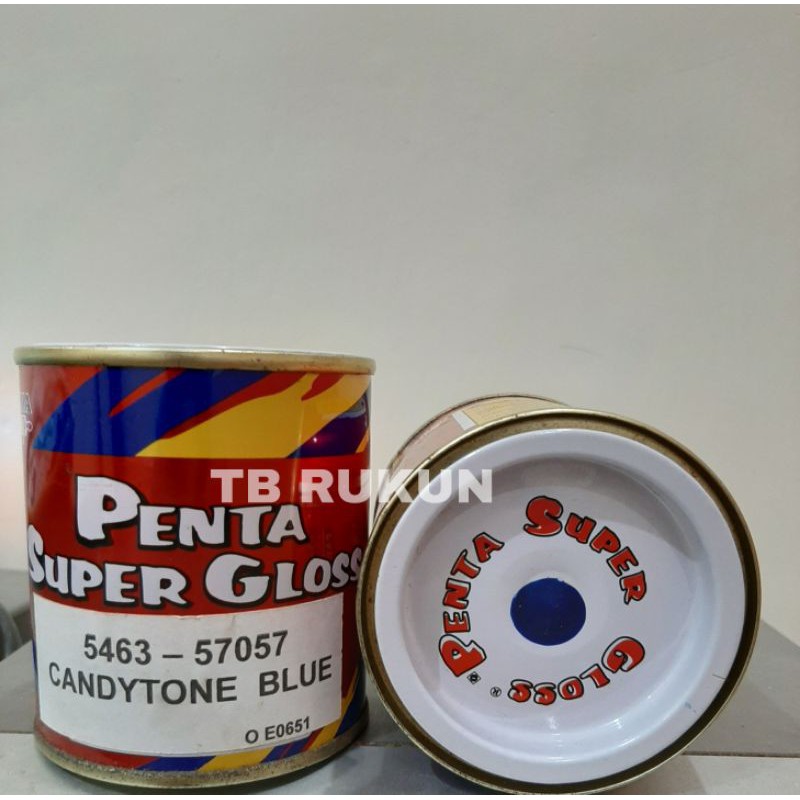 TB RUKUN
PENTA
SUPER GLOSS
5463 – 57057
CANDYTONE BLUE
O E0651
PENTA SUPER GLOSS